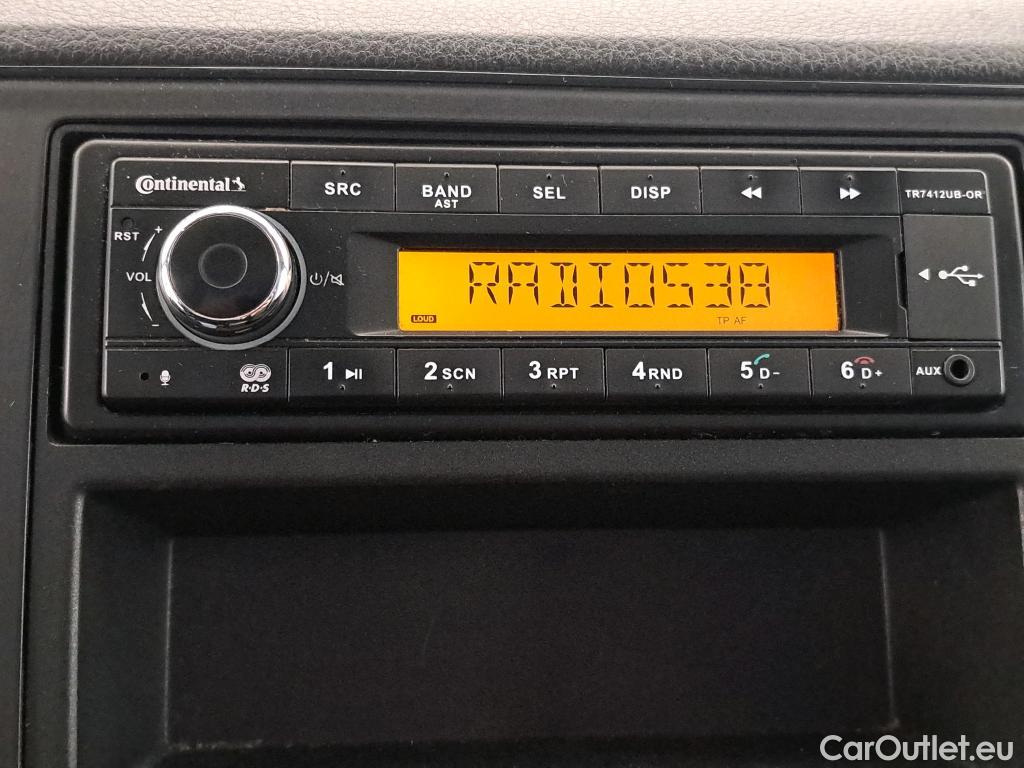 Continental SRC BAND AST SEL DISP TR7412UB-OR
RST + VOL −
RADIO538
LOUD TP AF
R·D·S 1 2 SCN 3 RPT 4 RND 5 D− 6 D+ AUX
CarOutlet.eu